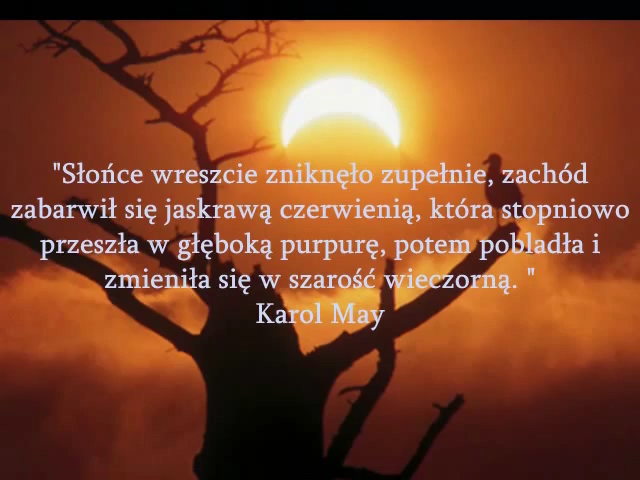 "Słońce wreszcie zniknęło zupełnie, zachód
zabarwił się jaskrawą czerwienią, która stopniowo
przeszła w głęboką purpurę, potem pobladła i
zmieniła się w szarość wieczorną. "
Karol May